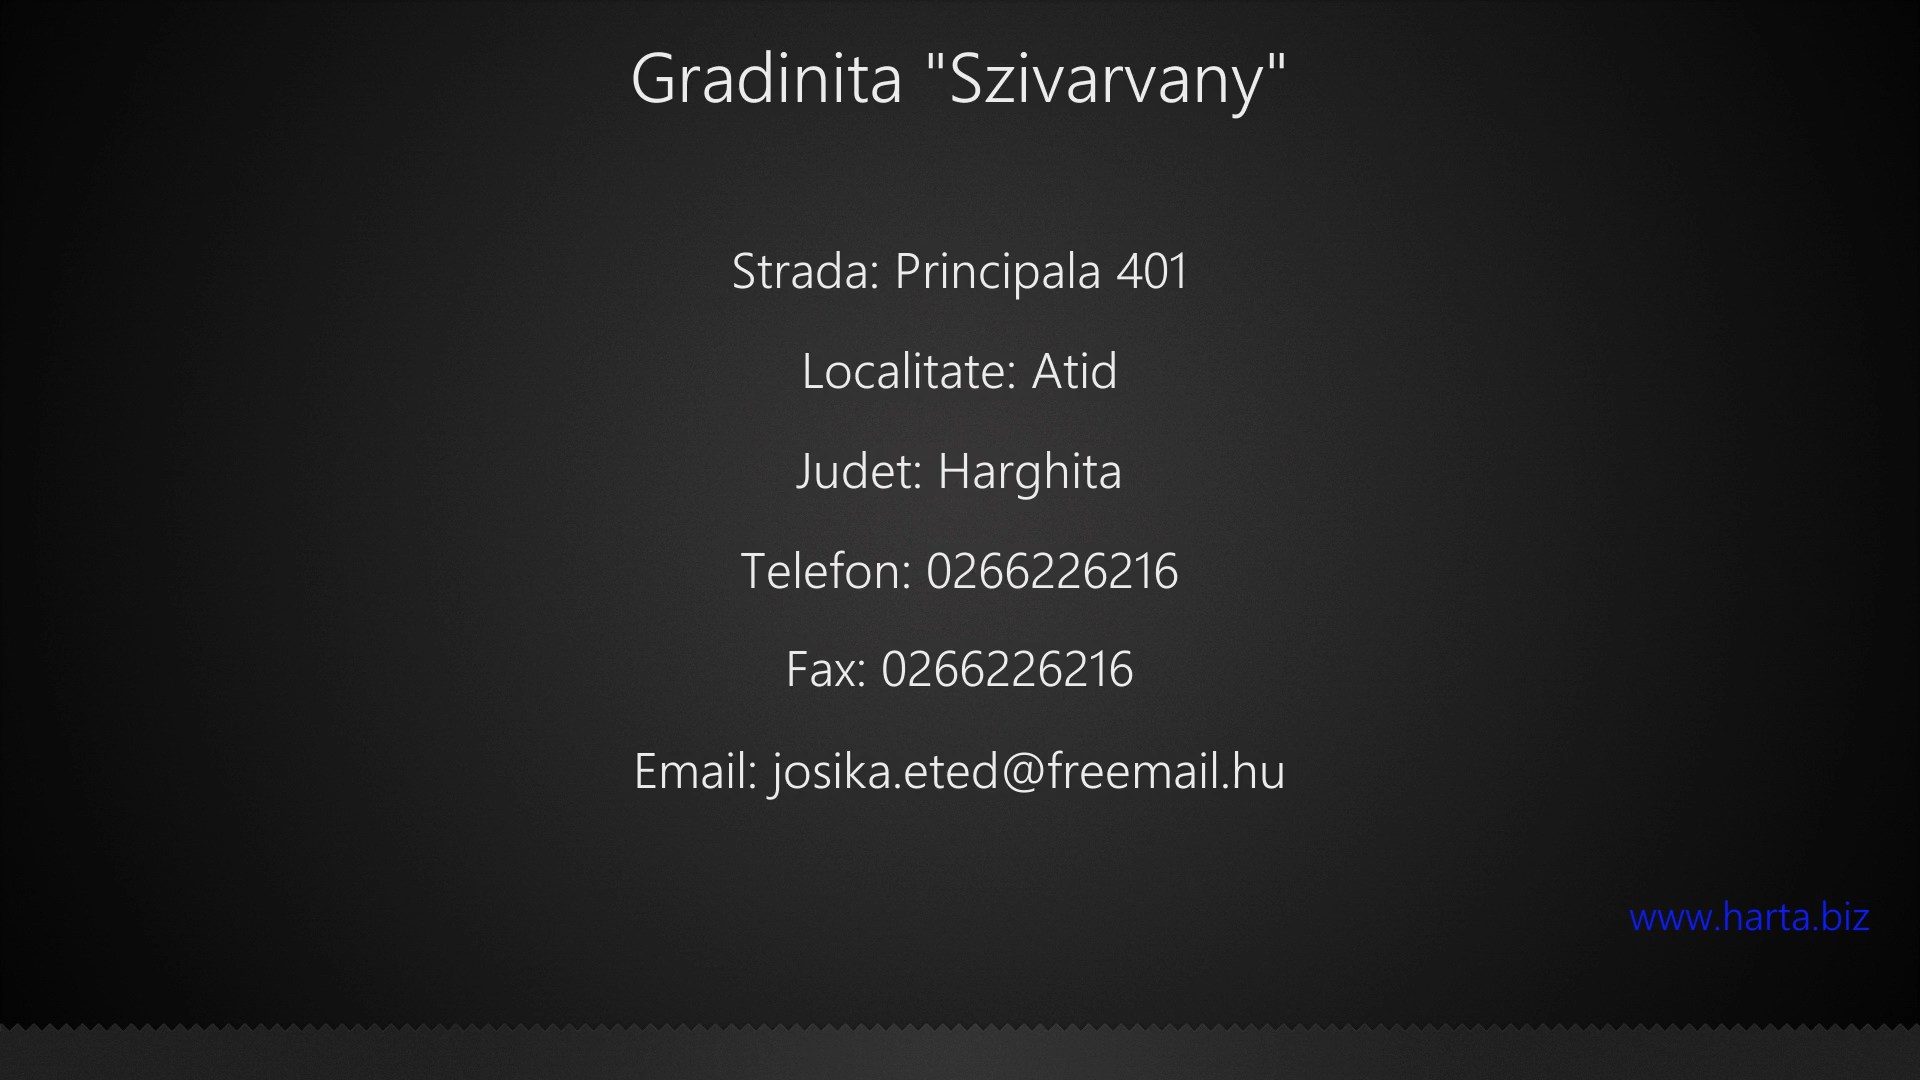 Gradinita "Szivarvany"
Strada: Principala 401
Localitate: Atid
Judet: Harghita
Telefon: 0266226216
Fax: 0266226216
Email: josika.eted@freemail.hu
www.harta.biz